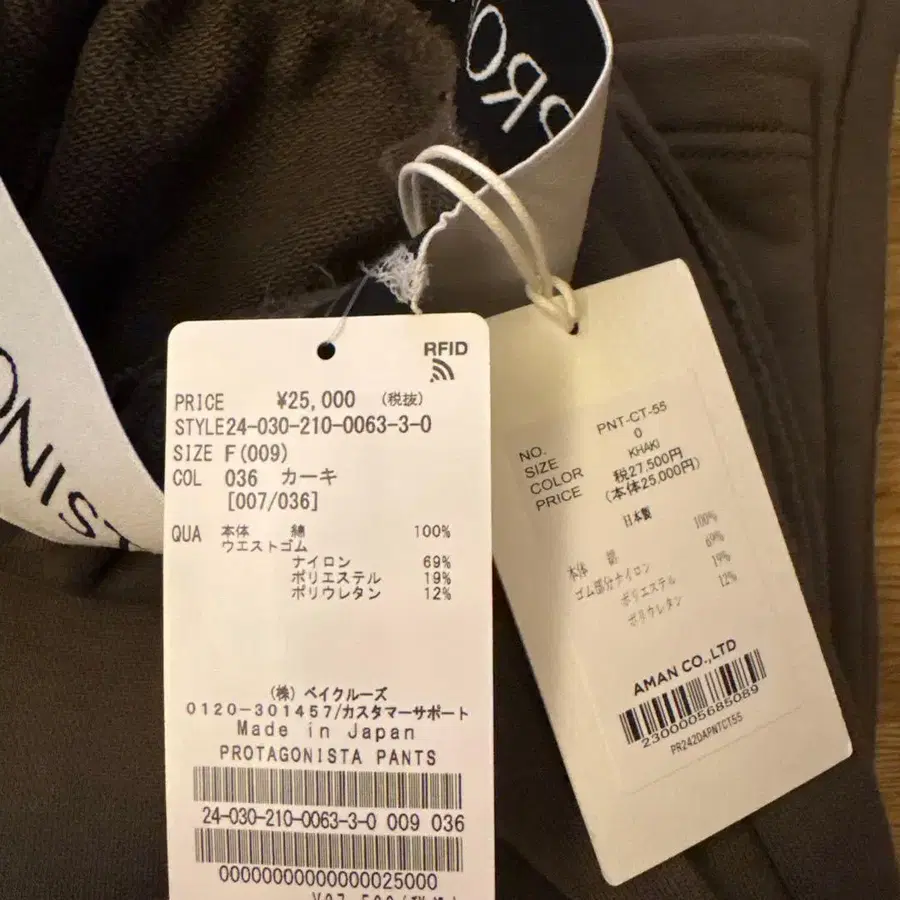 PRO
RFID
PRICE ¥25,000 (税抜)
STYLE24-030-210-0063-3-0
SIZE F(009)
COL 036 カーキ
[007/036]
QUA 本体 綿 100%
ウエストゴム
ナイロン 69%
ポリエステル 19%
ポリウレタン 12%
(株) ベイクルーズ
0120-301457/カスタマーサポート
Made in Japan
PROTAGONISTA PANTS
24-030-210-0063-3-0 009 036
00000000000000025000
NO. PNT-CT-55
SIZE 0
COLOR KHAKI
PRICE 税27,500円
(本体25,000円)
日本製
本体 綿 100%
ゴム部分ナイロン 69%
ポリエステル 19%
ポリウレタン 12%
AMAN CO.,LTD
2300005685089
PR242DAPNTCT55